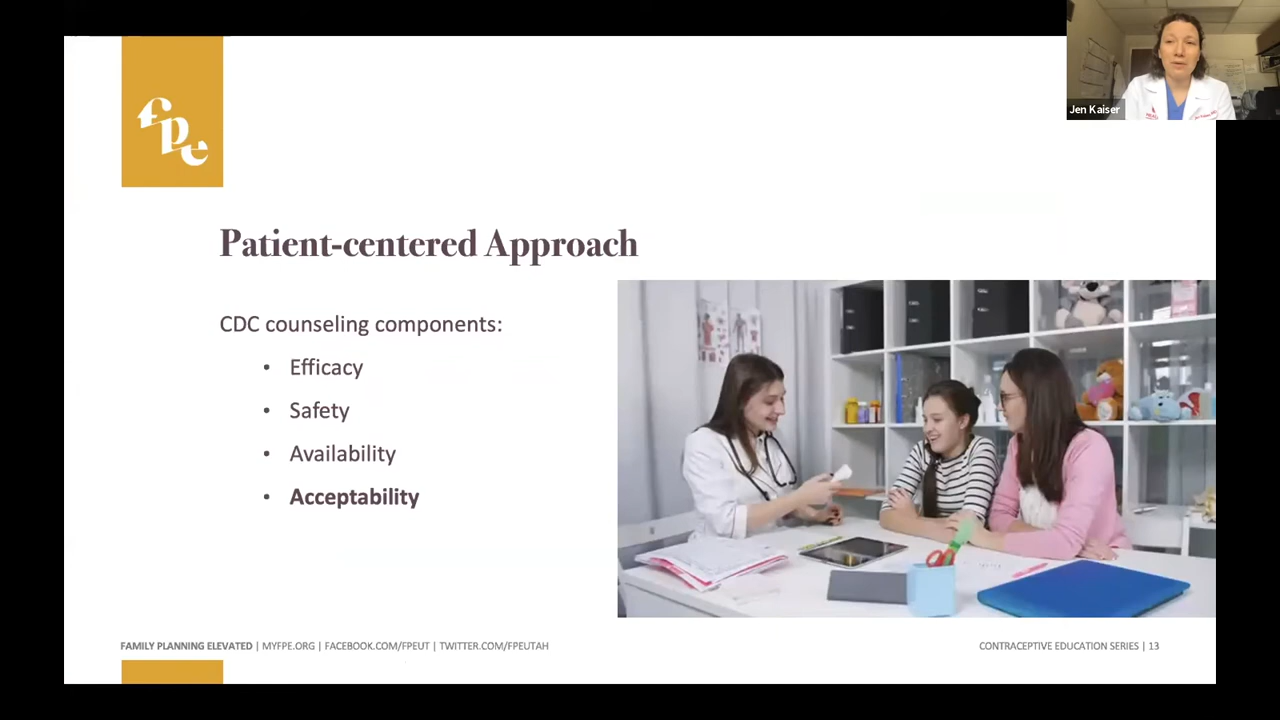 fpe
Jen Kaiser
Patient-centered Approach
CDC counseling components:
• Efficacy
• Safety
• Availability
• Acceptability
FAMILY PLANNING ELEVATED | MYFPE.ORG | FACEBOOK.COM/FPEUT | TWITTER.COM/FPEUTAH
CONTRACEPTIVE EDUCATION SERIES | 13